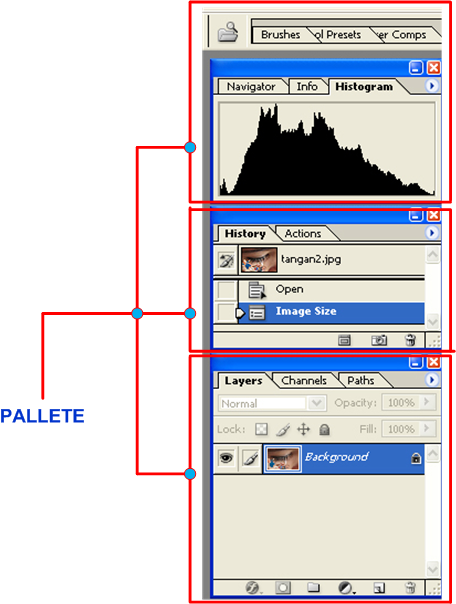 Brushes ol Presets er Comps
Navigator Info Histogram
History Actions
tangan2.jpg
Open
Image Size
PALLETE
Layers Channels Paths
Normal Opacity: 100%
Lock: Fill: 100%
Background